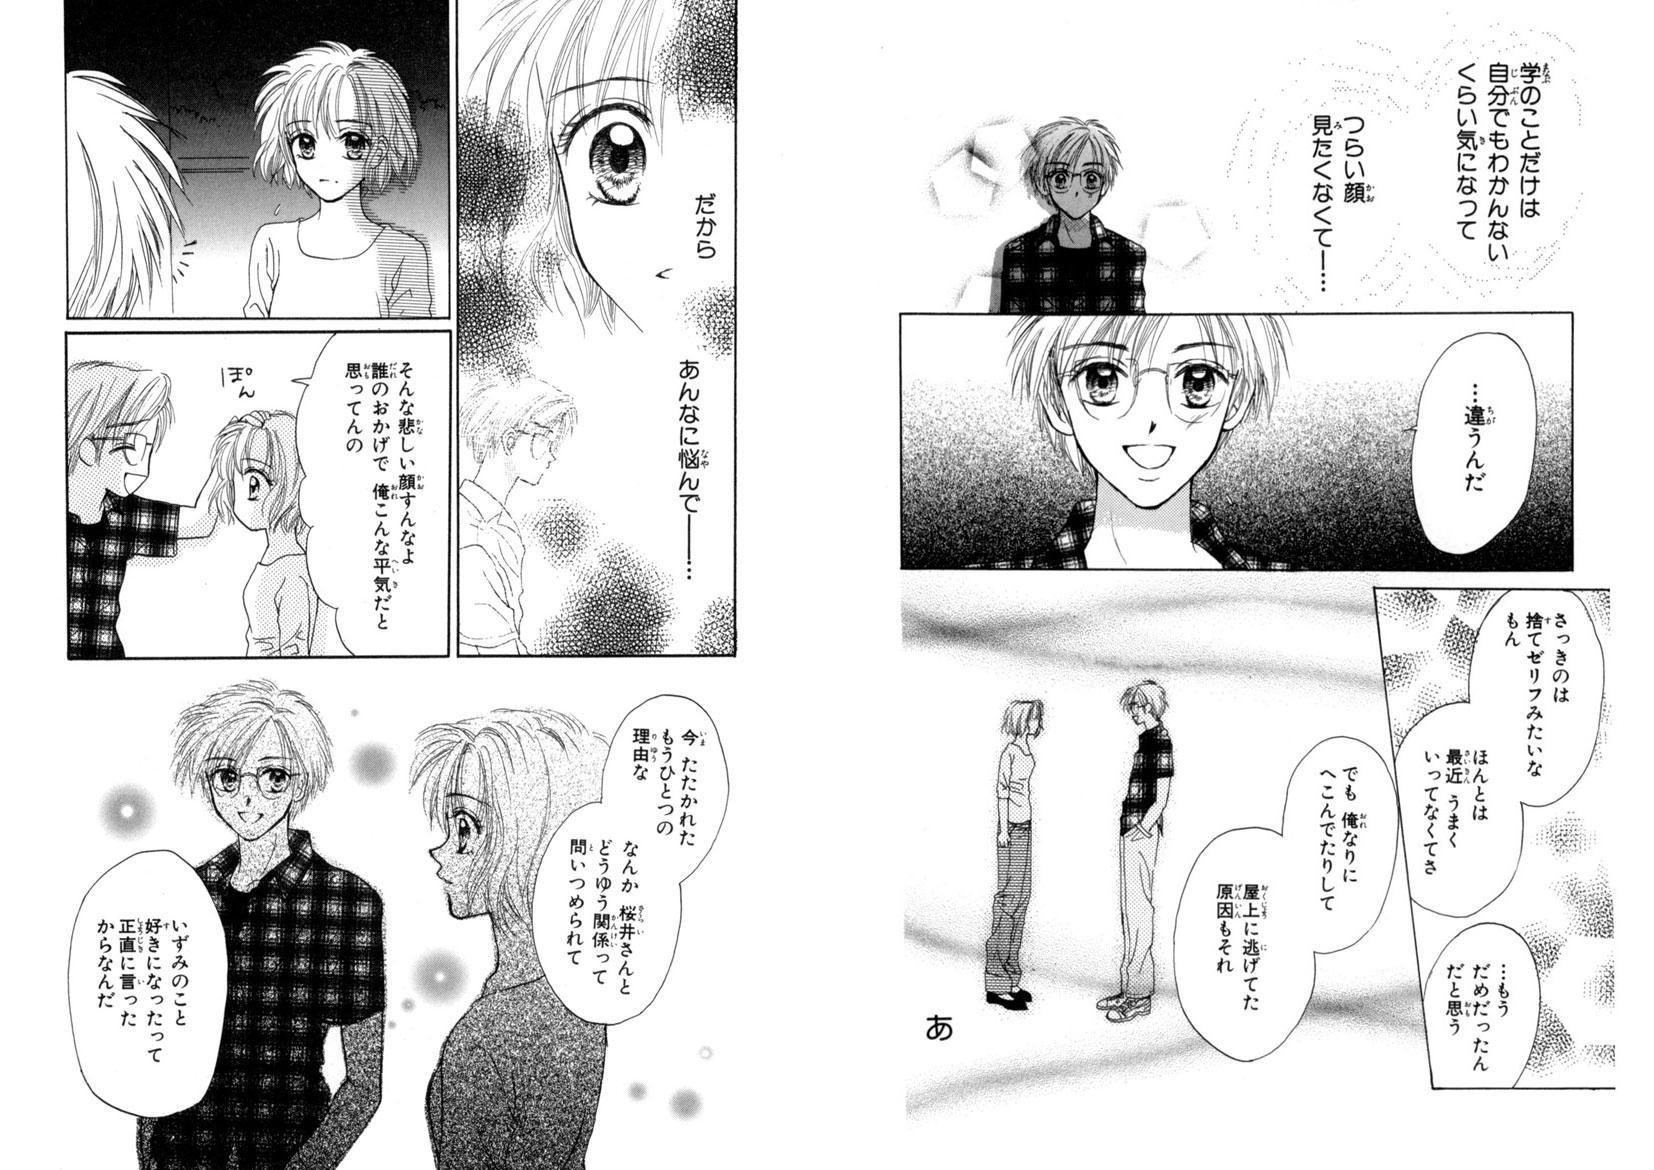 学のことだけは
自分でもわかんない
くらい気になって
つらい顔
見たくなくて―…
…違うんだ
さっきのは
捨てゼリフみたいな
もん
ほんとは
最近 うまく
いってなくてさ
…もう
だめだったん
だと思う
でも 俺なりに
へこんでたりして
屋上に逃げてた
原因もそれ
あ
だから
あんなに悩んで――…
そんな悲しい顔すんなよ
誰のおかげで 俺こんな平気だと
思ってんの
ぽん
今 たたかれた
もうひとつの
理由な
なんか 桜井さんと
どうゆう関係って
問いつめられて
いずみのこと
好きになったって
正直に言った
からなんだ